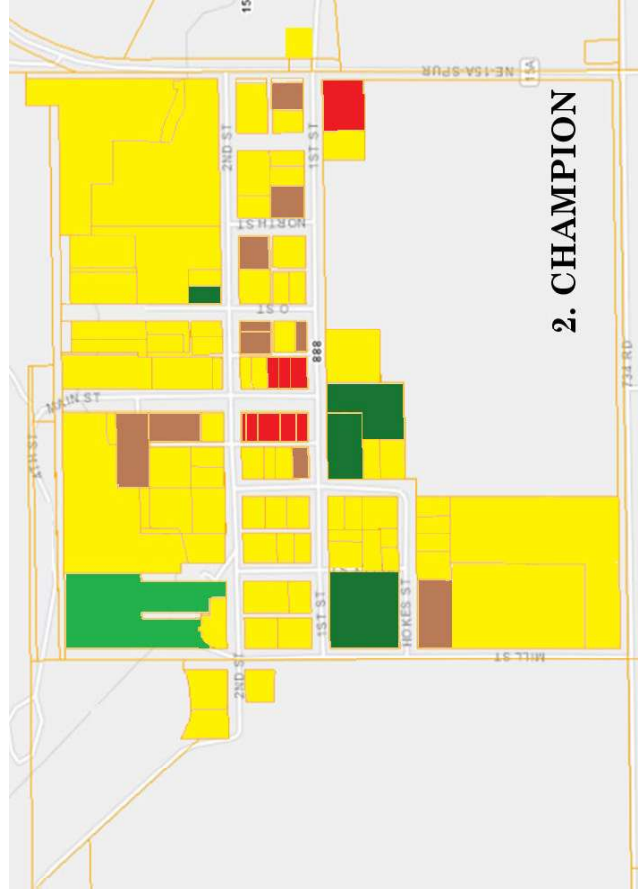 15
NE-15A-SPUR
15A
2ND ST
1ST ST
NORTH ST
O ST
888
MAIN ST
4TH ST
1ST ST
HOKES ST
2ND ST
MILL ST
734 RD
2. CHAMPION